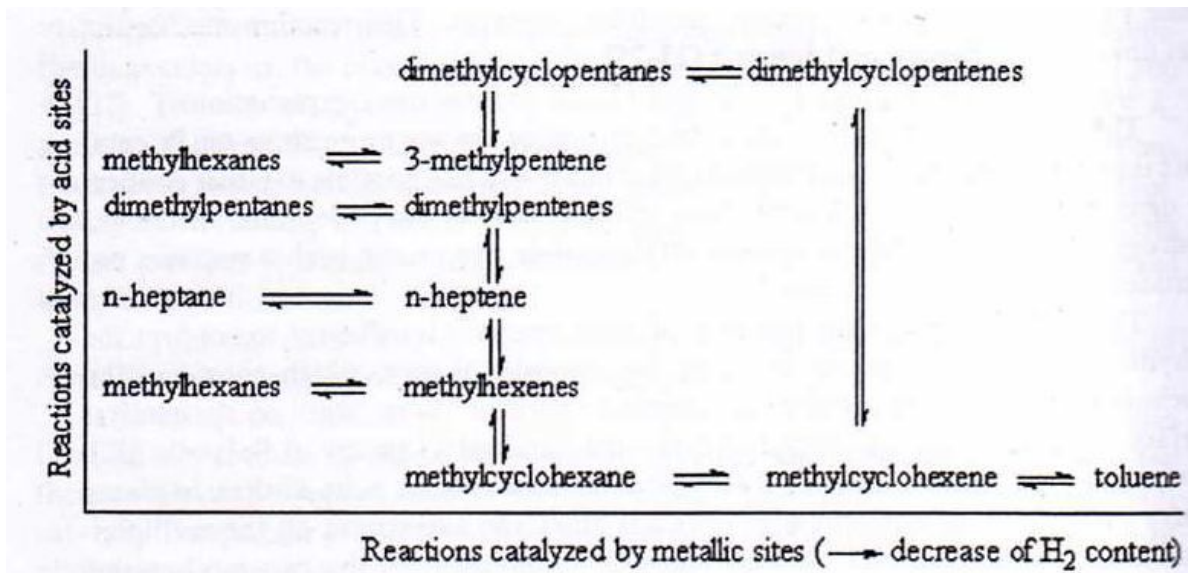 Reactions catalyzed by acid sites
dimethylcyclopentanes ⇌ dimethylcyclopentenes
methylhexanes ⇌ 3-methylpentene
dimethylpentanes ⇌ dimethylpentenes
n-heptane ⇌ n-heptene
methylhexanes ⇌ methylhexenes
methylcyclohexane ⇌ methylcyclohexene ⇌ toluene
Reactions catalyzed by metallic sites (⟶ decrease of H₂ content)